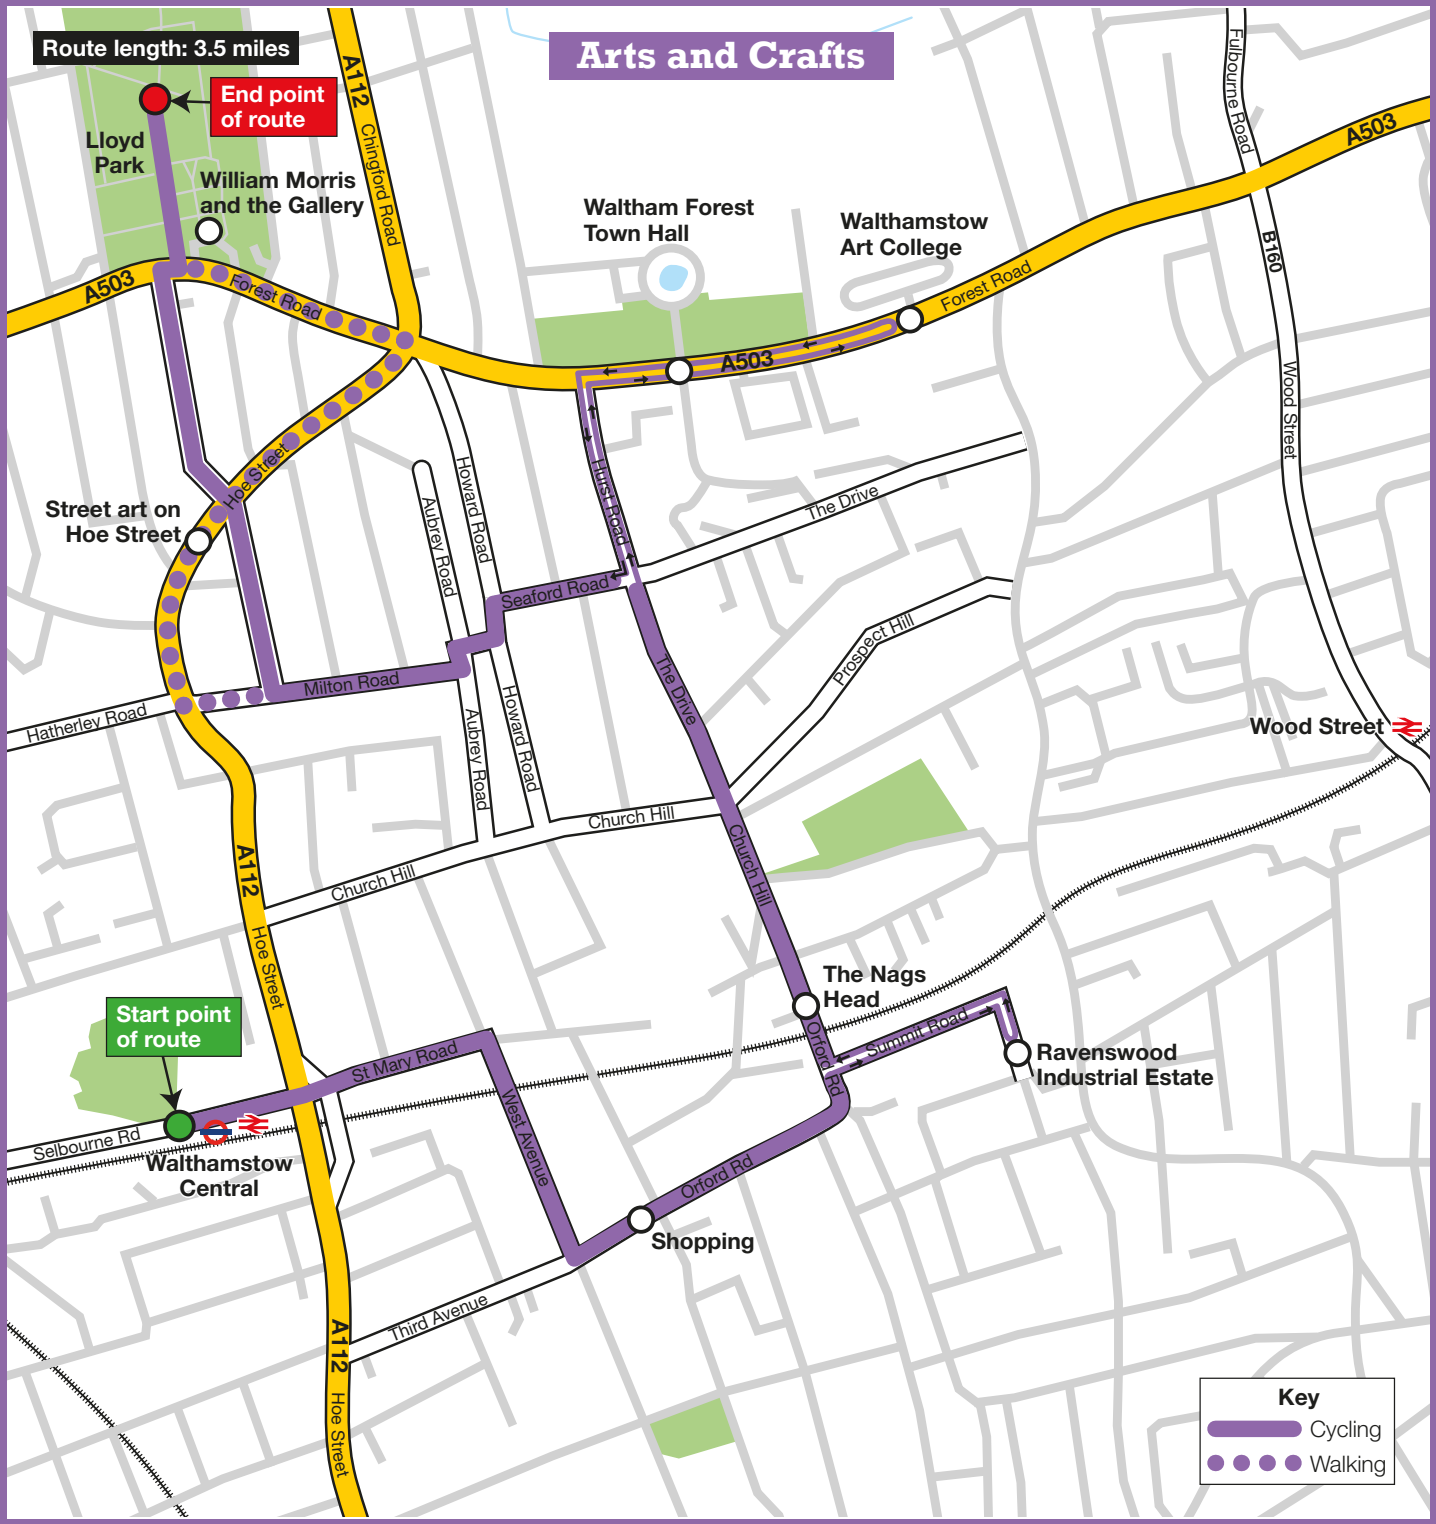 Route length: 3.5 miles
Arts and Crafts
End point
of route
Lloyd
Park
William Morris
and the Gallery
A112
Chingford Road
Fulbourne Road
A503
Waltham Forest
Town Hall
Walthamstow
Art College
A503
Forest Road
Forest Road
B160
A503
Wood Street
Hoe Street
Street art on
Hoe Street
Howard Road
Aubrey Road
Hurst Road
The Drive
Seaford Road
Prospect Hill
Milton Road
The Drive
Hatherley Road
Aubrey Road
Howard Road
Wood Street
Church Hill
Church Hill
A112
Church Hill
Hoe Street
The Nags
Head
Start point
of route
Orford Rd
Summit Road
St Mary Road
Ravenswood
Industrial Estate
West Avenue
Selbourne Rd
Walthamstow
Central
Orford Rd
Shopping
Third Avenue
A112
Hoe Street
Key
Cycling
Walking